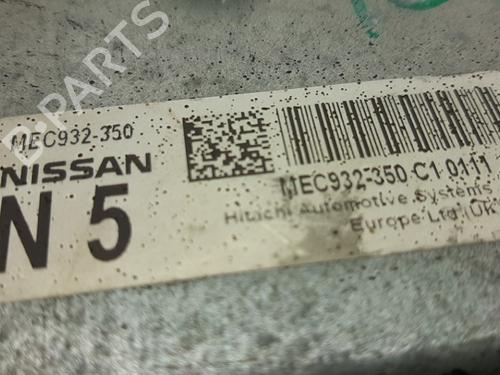 B PARTS
MEC932-350
NISSAN
N 5
MEC932-350 C1 0111
Hitachi Automotive Systems
Europe Ltd, UK